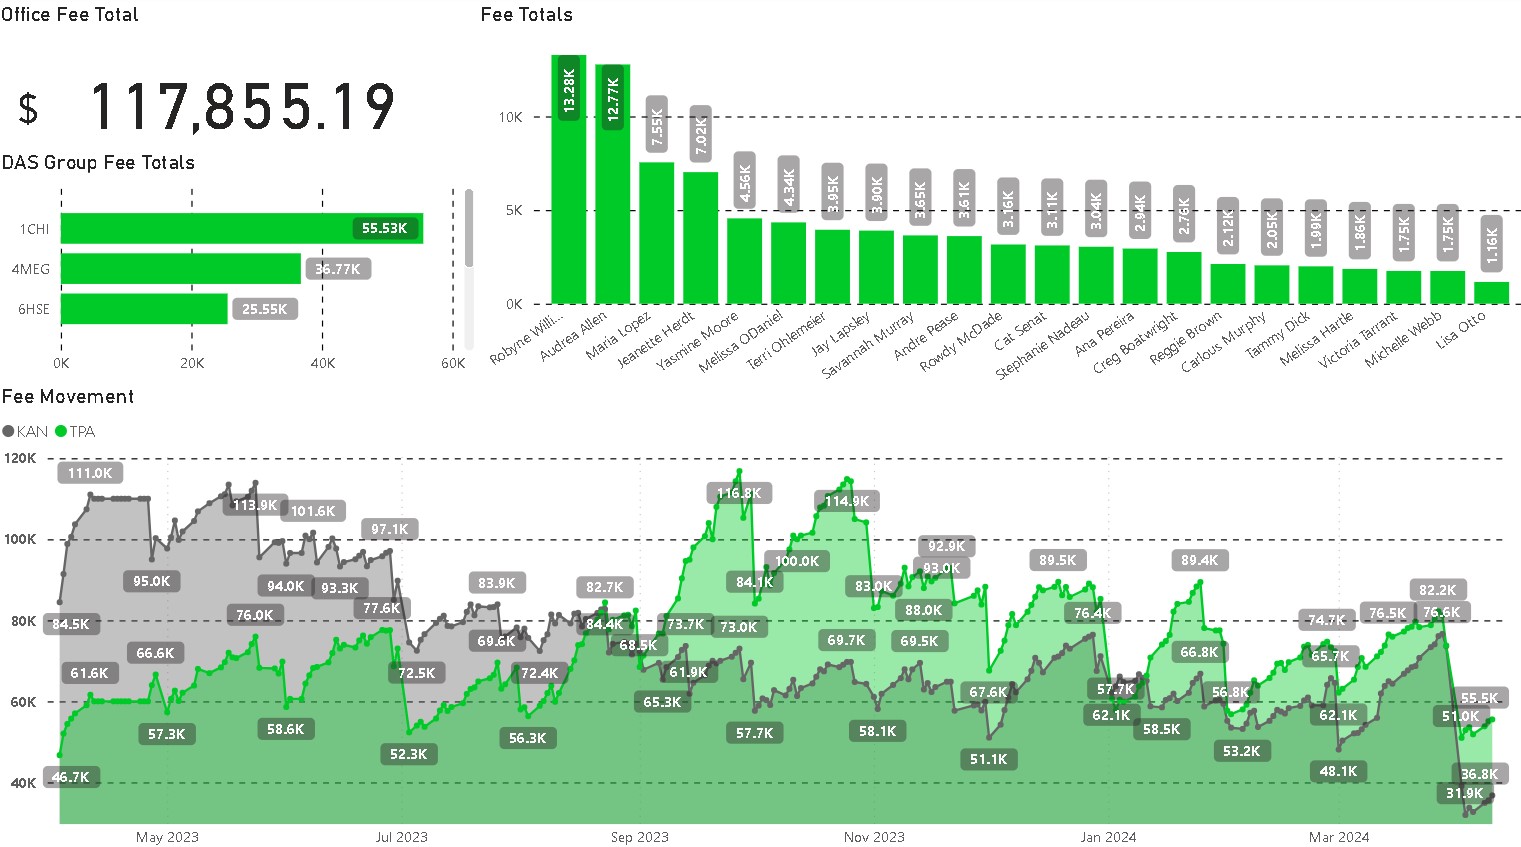 Office Fee Total
$ 117,855.19
DAS Group Fee Totals
1CHI
55.53K
4MEG
36.77K
6HSE
25.55K
0K 20K 40K 60K
Fee Totals
10K
5K
0K
13.28K
12.77K
7.55K
7.02K
4.56K
4.34K
3.95K
3.90K
3.65K
3.61K
3.16K
3.11K
3.04K
2.94K
2.76K
2.12K
2.05K
1.99K
1.86K
1.75K
1.75K
1.16K
Robyne Willi...
Audrea Allen
Maria Lopez
Jeanette Herdt
Yasmine Moore
Melissa ODaniel
Terri Ohlemeier
Jay Lapsley
Savannah Murray
Andre Pease
Rowdy McDade
Cat Senat
Stephanie Nadeau
Ana Pereira
Creg Boatwright
Reggie Brown
Carlous Murphy
Tammy Dick
Melissa Hartle
Victoria Tarrant
Michelle Webb
Lisa Otto
Fee Movement
KAN TPA
120K
100K
80K
60K
40K
111.0K
84.5K
95.0K
113.9K
101.6K
94.0K
93.3K
97.1K
77.6K
76.0K
66.6K
61.6K
57.3K
58.6K
46.7K
72.5K
52.3K
83.9K
69.6K
72.4K
56.3K
82.7K
84.4K
68.5K
65.3K
61.9K
73.7K
73.0K
116.8K
84.1K
57.7K
100.0K
114.9K
83.0K
69.7K
58.1K
92.9K
93.0K
88.0K
69.5K
67.6K
51.1K
89.5K
76.4K
57.7K
62.1K
58.5K
89.4K
66.8K
56.8K
53.2K
74.7K
65.7K
62.1K
48.1K
76.5K
82.2K
76.6K
55.5K
51.0K
36.8K
31.9K
May 2023 Jul 2023 Sep 2023 Nov 2023 Jan 2024 Mar 2024